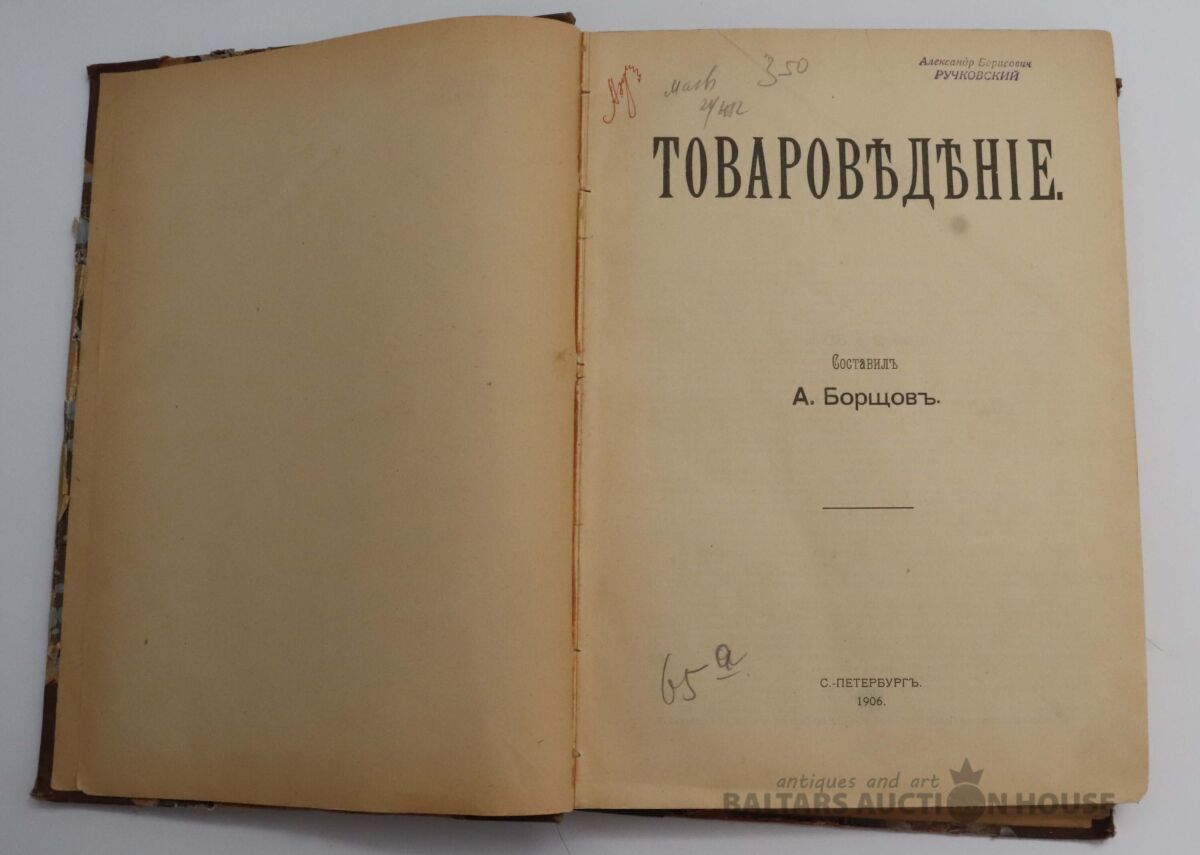 350
Александр Борисович
РУЧКОВСКИЙ
ТОВАРОВѢДѢНІЕ.
Составилъ
А. Борщовъ.
65 а
С.-ПЕТЕРБУРГЪ.
1906.
antiques and art
BALTARS AUCTION HOUSE